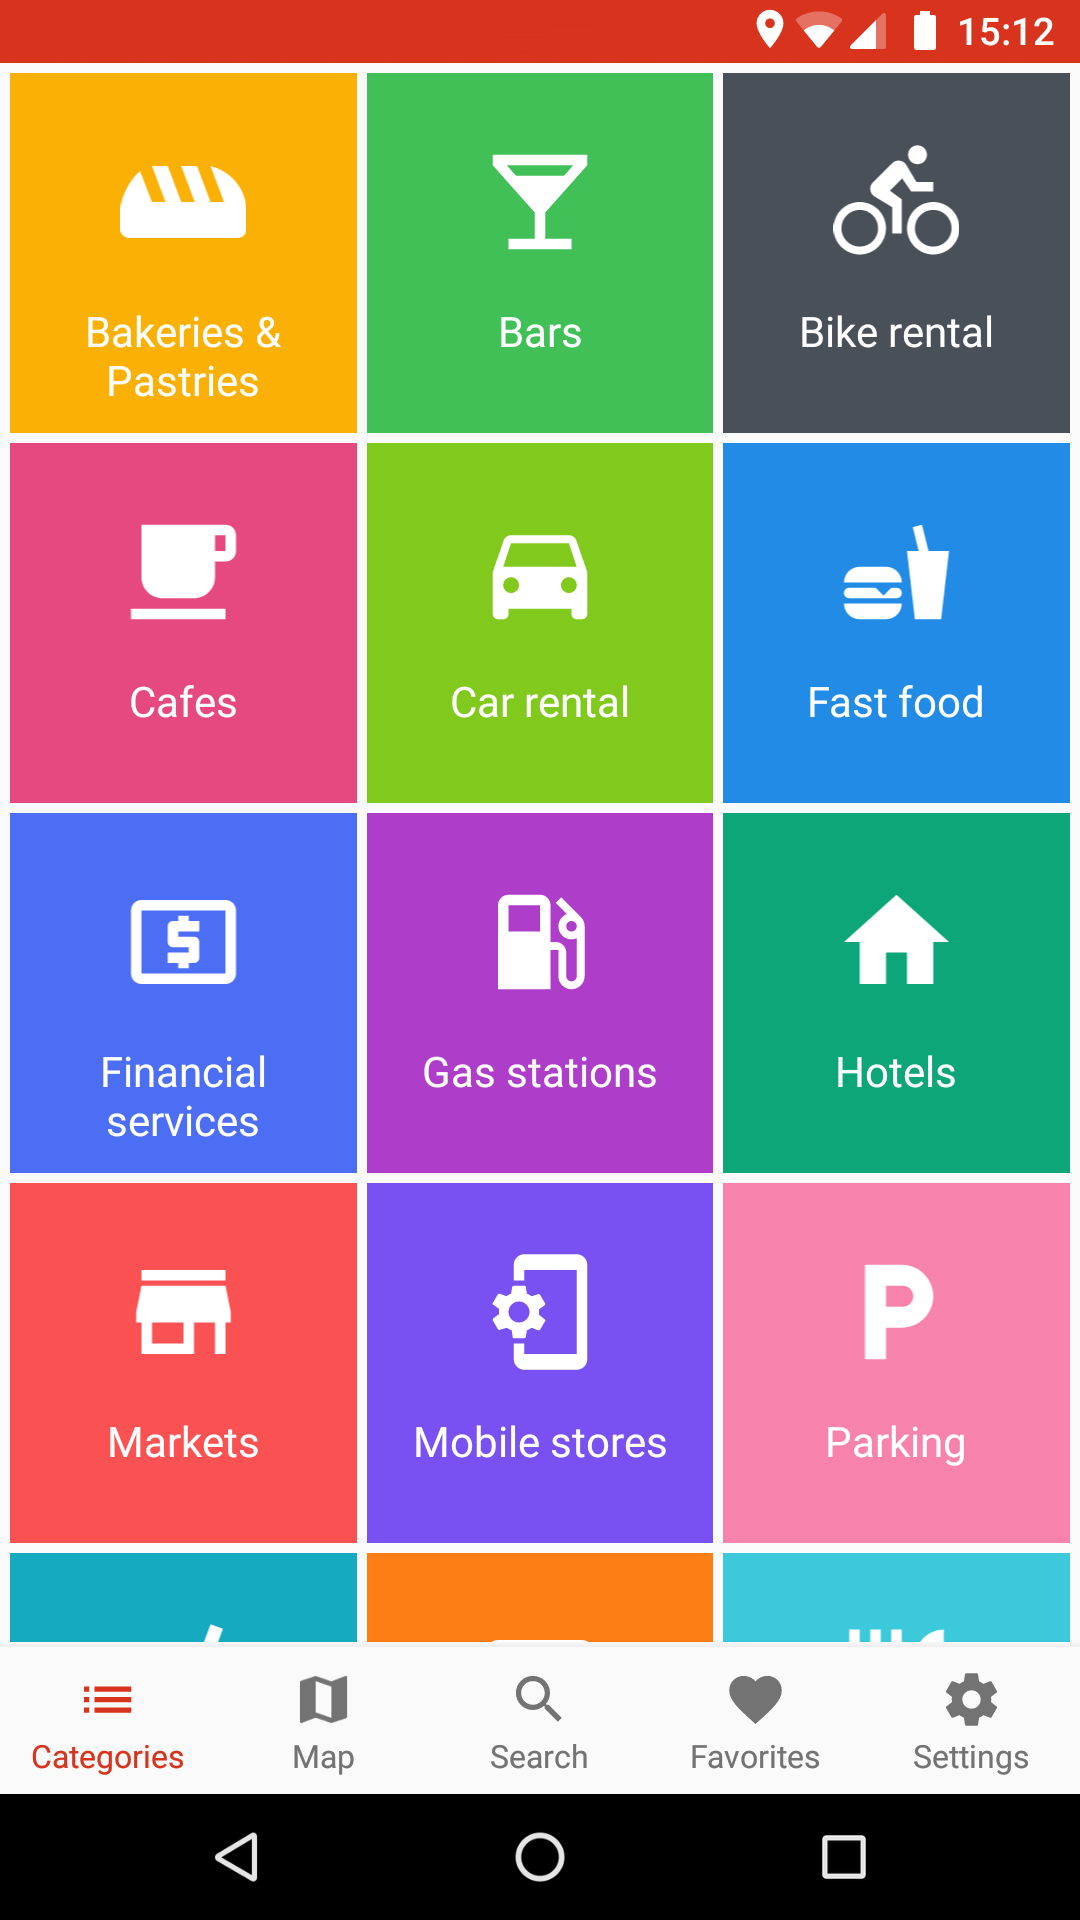 15:12
Bakeries &
Pastries
Bars
Bike rental
Cafes
Car rental
Fast food
Financial
services
Gas stations
Hotels
Markets
Mobile stores
Parking
Categories
Map
Search
Favorites
Settings